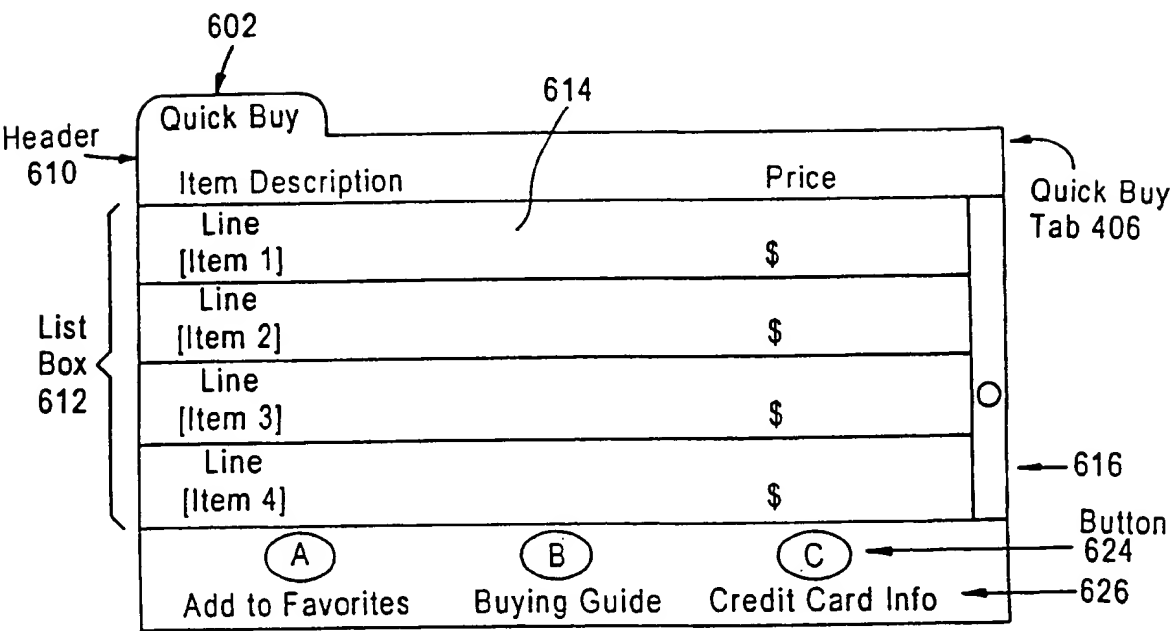 602
Quick Buy
614
Header
610
Item Description Price
Quick Buy
Tab 406
List
Box
612
Line
[Item 1] $
Line
[Item 2] $
Line
[Item 3] $
Line
[Item 4] $
616
A B C
Button
624
Add to Favorites Buying Guide Credit Card Info
626